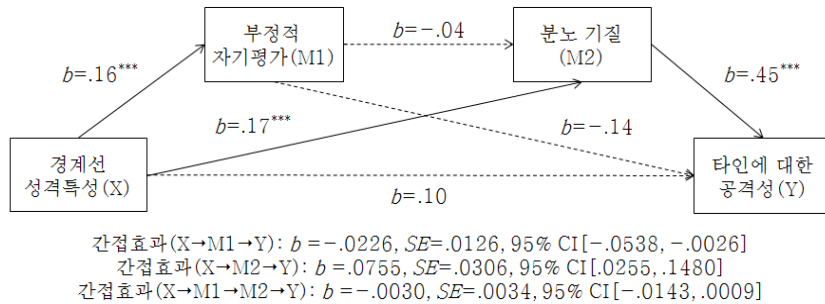 부정적
자기평가(M1)
b=-.04
분노 기질
(M2)
b=.16***
b=.45***
b=.17***
b=-.14
경계선
성격특성(X)
타인에 대한
공격성(Y)
b=.10
간접효과(X→M1→Y): b =-.0226, SE=.0126, 95% CI[-.0538, -.0026]
간접효과(X→M2→Y): b =.0755, SE=.0306, 95% CI[.0255, .1480]
간접효과(X→M1→M2→Y): b =-.0030, SE=.0034, 95% CI[-.0143, .0009]